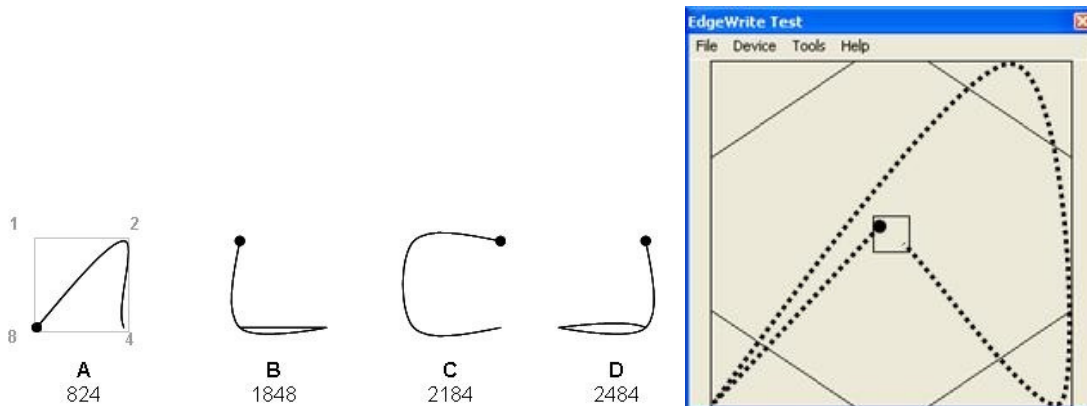 EdgeWrite Test
File Device Tools Help
1 2
8 4
A B C D
824 1848 2184 2484